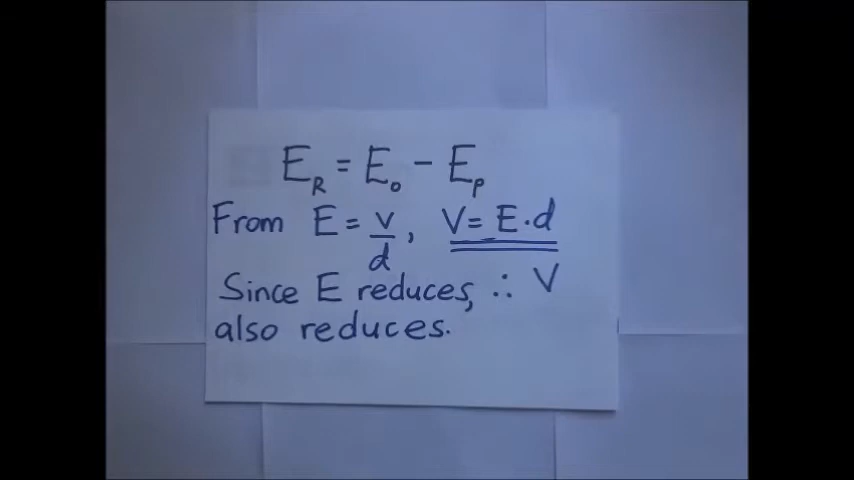 E_R = E_o - E_p
From E = v/d, V = E·d
Since E reduces, ∴ V
also reduces.